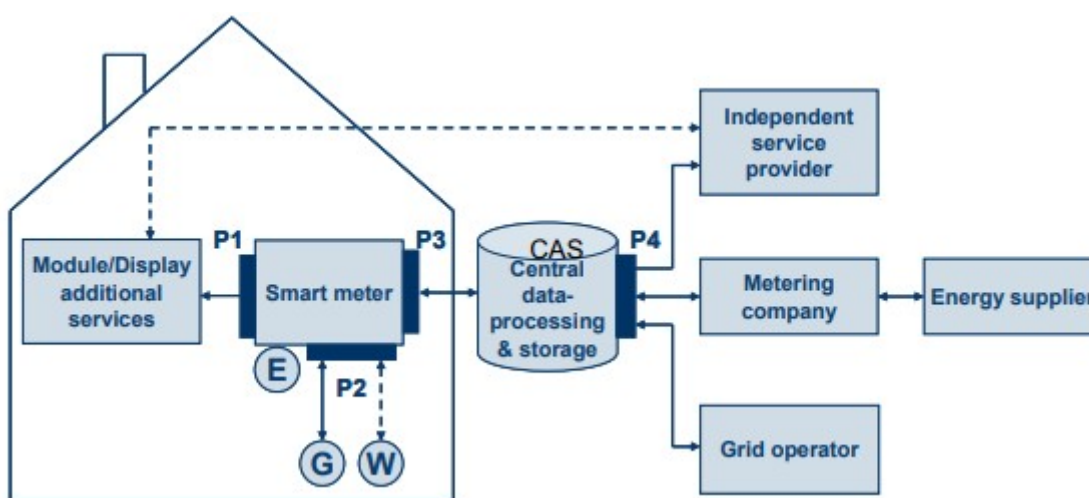 Independent
service
provider
P1
Module/Display
additional
services
Smart meter
P3
E
P2
G
W
CAS
Central
data-
processing
& storage
P4
Metering
company
Energy supplier
Grid operator